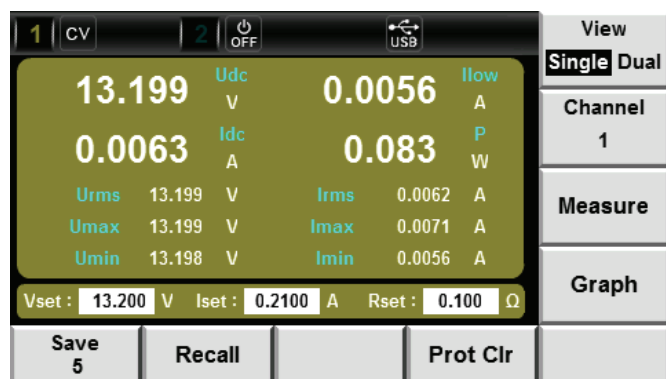 1 CV 2 OFF USB
View
Single Dual
13.199 Udc V 0.0056 Ilow A
Channel
1
0.0063 Idc A 0.083 P W
Urms 13.199 V Irms 0.0062 A
Measure
Umax 13.199 V Imax 0.0071 A
Umin 13.198 V Imin 0.0056 A
Graph
Vset : 13.200 V Iset : 0.2100 A Rset : 0.100 Ω
Save
5
Recall
Prot Clr